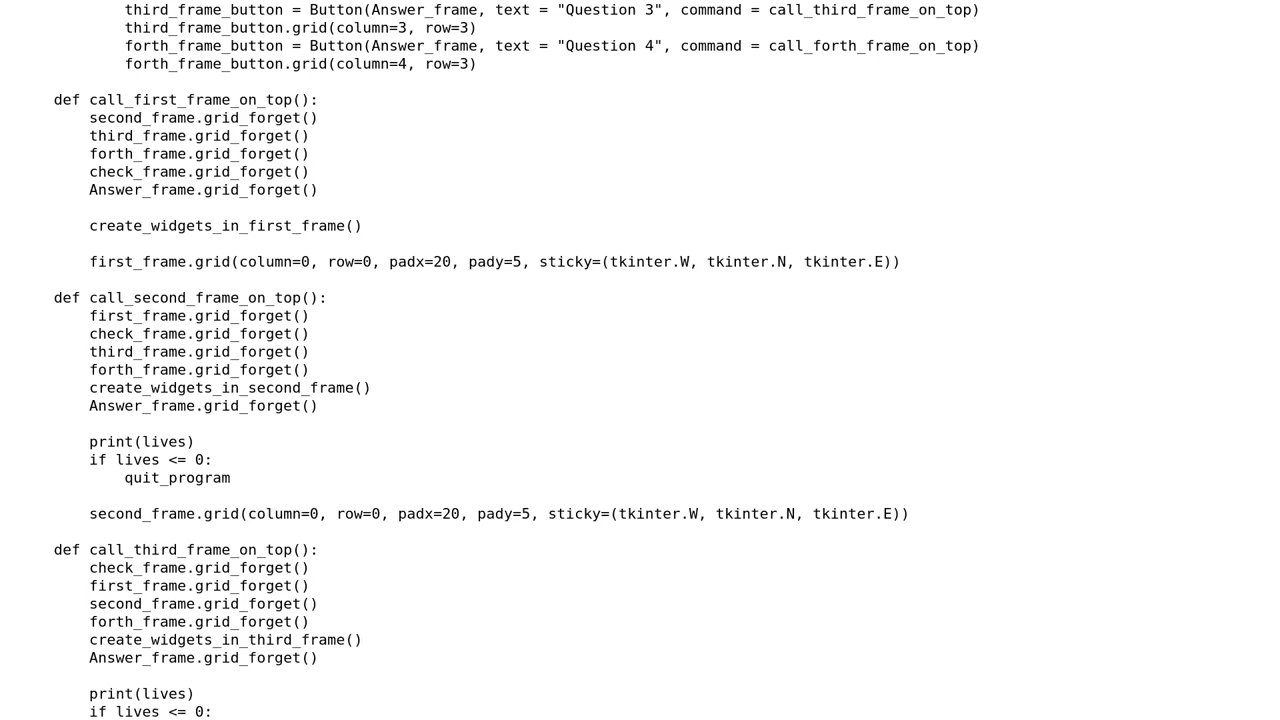 third_frame_button = Button(Answer_frame, text = "Question 3", command = call_third_frame_on_top)
        third_frame_button.grid(column=3, row=3)
        forth_frame_button = Button(Answer_frame, text = "Question 4", command = call_forth_frame_on_top)
        forth_frame_button.grid(column=4, row=3)

def call_first_frame_on_top():
    second_frame.grid_forget()
    third_frame.grid_forget()
    forth_frame.grid_forget()
    check_frame.grid_forget()
    Answer_frame.grid_forget()

    create_widgets_in_first_frame()

    first_frame.grid(column=0, row=0, padx=20, pady=5, sticky=(tkinter.W, tkinter.N, tkinter.E))

def call_second_frame_on_top():
    first_frame.grid_forget()
    check_frame.grid_forget()
    third_frame.grid_forget()
    forth_frame.grid_forget()
    create_widgets_in_second_frame()
    Answer_frame.grid_forget()

    print(lives)
    if lives <= 0:
        quit_program

    second_frame.grid(column=0, row=0, padx=20, pady=5, sticky=(tkinter.W, tkinter.N, tkinter.E))

def call_third_frame_on_top():
    check_frame.grid_forget()
    first_frame.grid_forget()
    second_frame.grid_forget()
    forth_frame.grid_forget()
    create_widgets_in_third_frame()
    Answer_frame.grid_forget()

    print(lives)
    if lives <= 0: